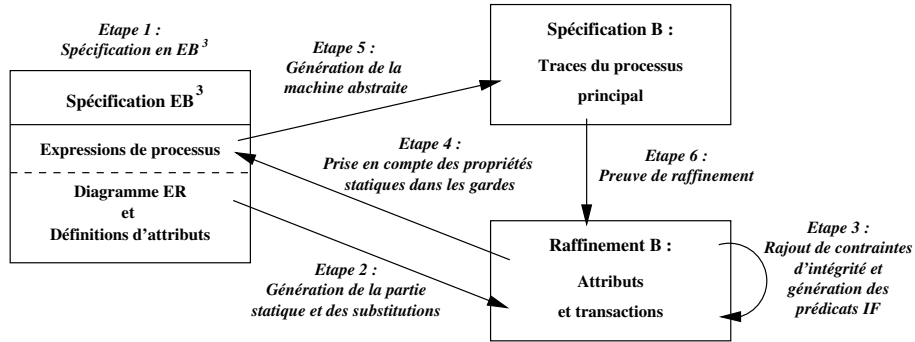 Etape 1 :
Spécification en EB³
Spécification EB³
Expressions de processus
Diagramme ER
et
Définitions d'attributs
Etape 5 :
Génération de la
machine abstraite
Spécification B :
Traces du processus
principal
Etape 4 :
Prise en compte des propriétés
statiques dans les gardes
Etape 6 :
Preuve de raffinement
Etape 2 :
Génération de la partie
statique et des substitutions
Raffinement B :
Attributs
et transactions
Etape 3 :
Rajout de contraintes
d'intégrité et
génération des
prédicats IF